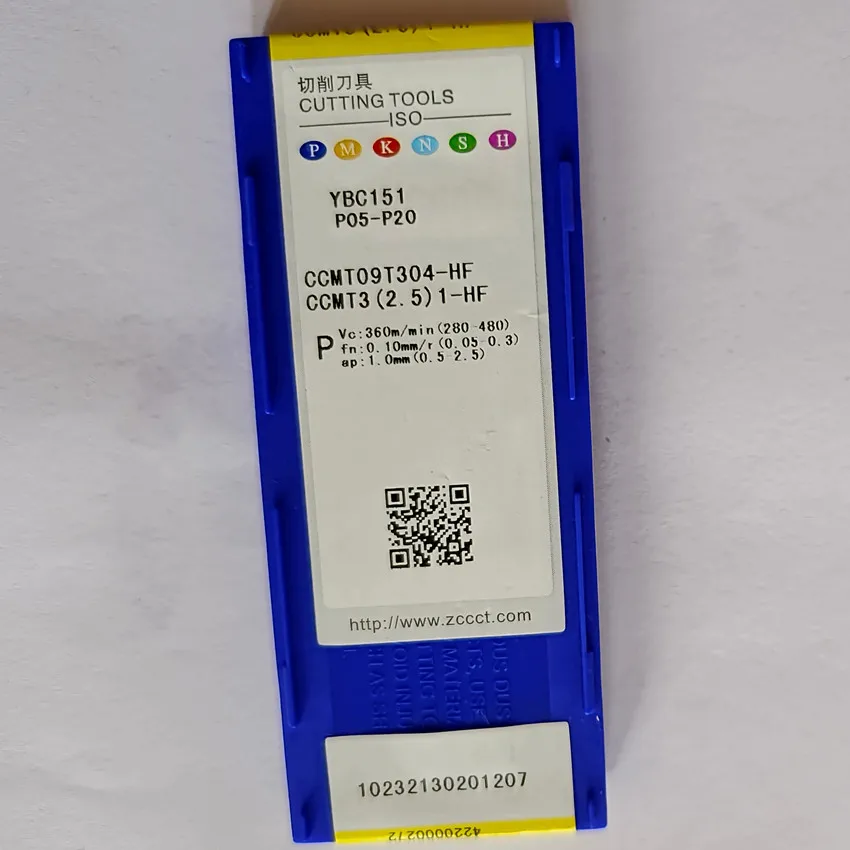 切削刀具
CUTTING TOOLS
ISO
P M K N S H
YBC151
P05-P20
CCMT09T304-HF
CCMT3(2.5)1-HF
P
Vc:360m/min(280-480)
fn:0.10mm/r(0.05-0.3)
ap:1.0mm(0.5-2.5)
http://www.zccct.com
10232130201207
4220000272